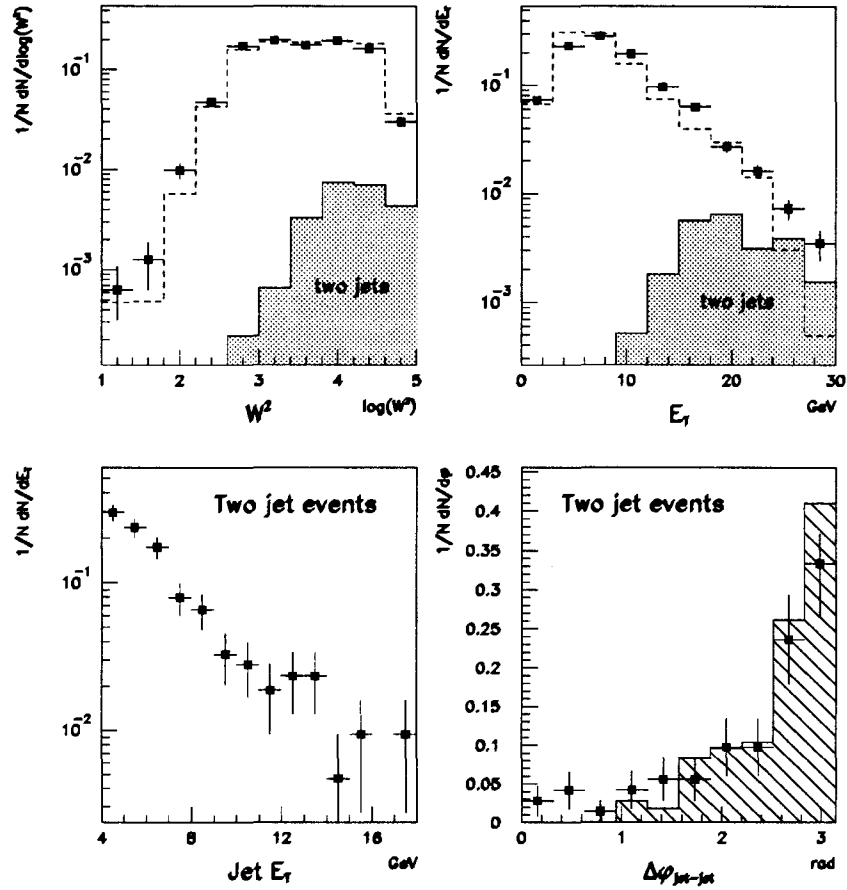 1/N dN/dlog(W²)
10⁻¹
10⁻²
10⁻³
two jets
1 2 3 4 5
W² log(W²)
1/N dN/dE_T
10⁻¹
10⁻²
10⁻³
two jets
0 10 20 30
E_T GeV
1/N dN/dE_T
Two jet events
10⁻¹
10⁻²
4 8 12 16
Jet E_T GeV
1/N dN/dφ
Two jet events
0.45
0.4
0.35
0.3
0.25
0.2
0.15
0.1
0.05
0
0 1 2 3
Δφ_jet-jet rad